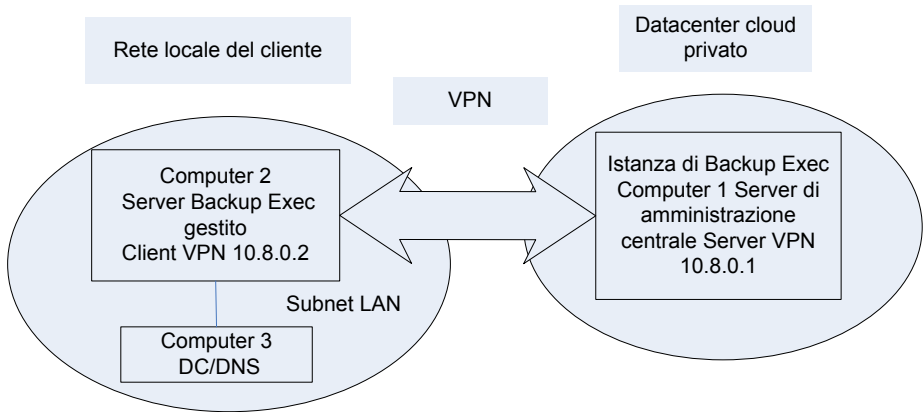 Rete locale del cliente
Datacenter cloud
privato
VPN
Computer 2
Server Backup Exec
gestito
Client VPN 10.8.0.2
Istanza di Backup Exec
Computer 1 Server di
amministrazione
centrale Server VPN
10.8.0.1
Subnet LAN
Computer 3
DC/DNS